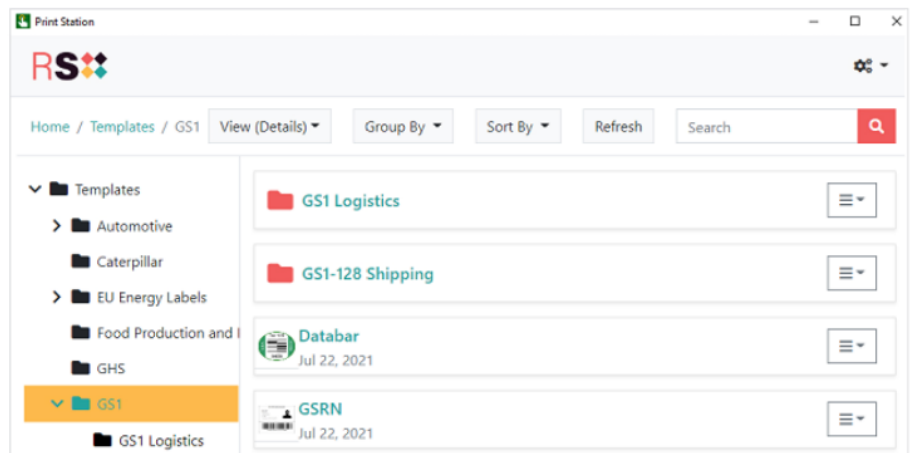 Print Station
RS
Home / Templates / GS1 View (Details) Group By Sort By Refresh Search
Templates
Automotive
Caterpillar
EU Energy Labels
Food Production and
GHS
GS1
GS1 Logistics
GS1 Logistics
GS1-128 Shipping
Databar
Jul 22, 2021
GSRN
Jul 22, 2021